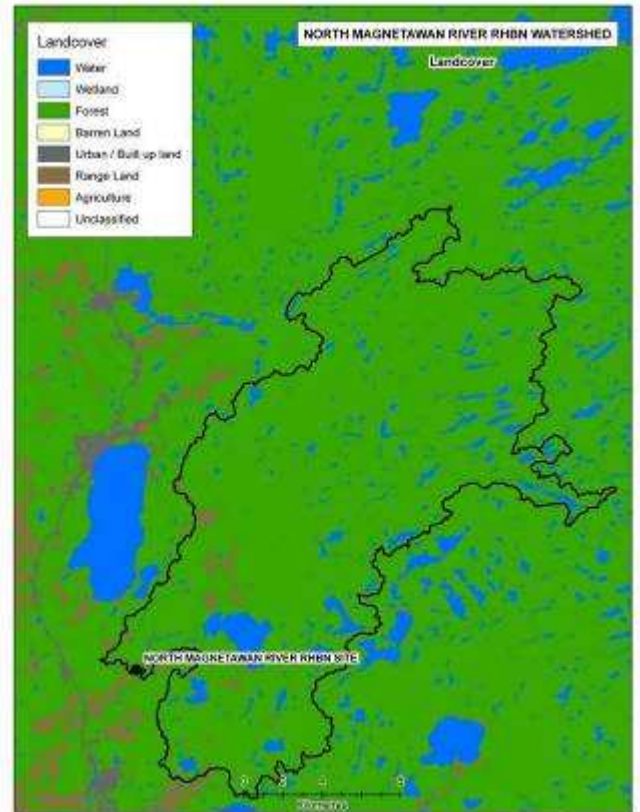 NORTH MAGNETAWAN RIVER RHBN WATERSHED
Landcover
Landcover
Water
Wetland
Forest
Barren Land
Urban / Built up land
Range Land
Agriculture
Unclassified
NORTH MAGNETAWAN RIVER RHBN SITE
Kilometres